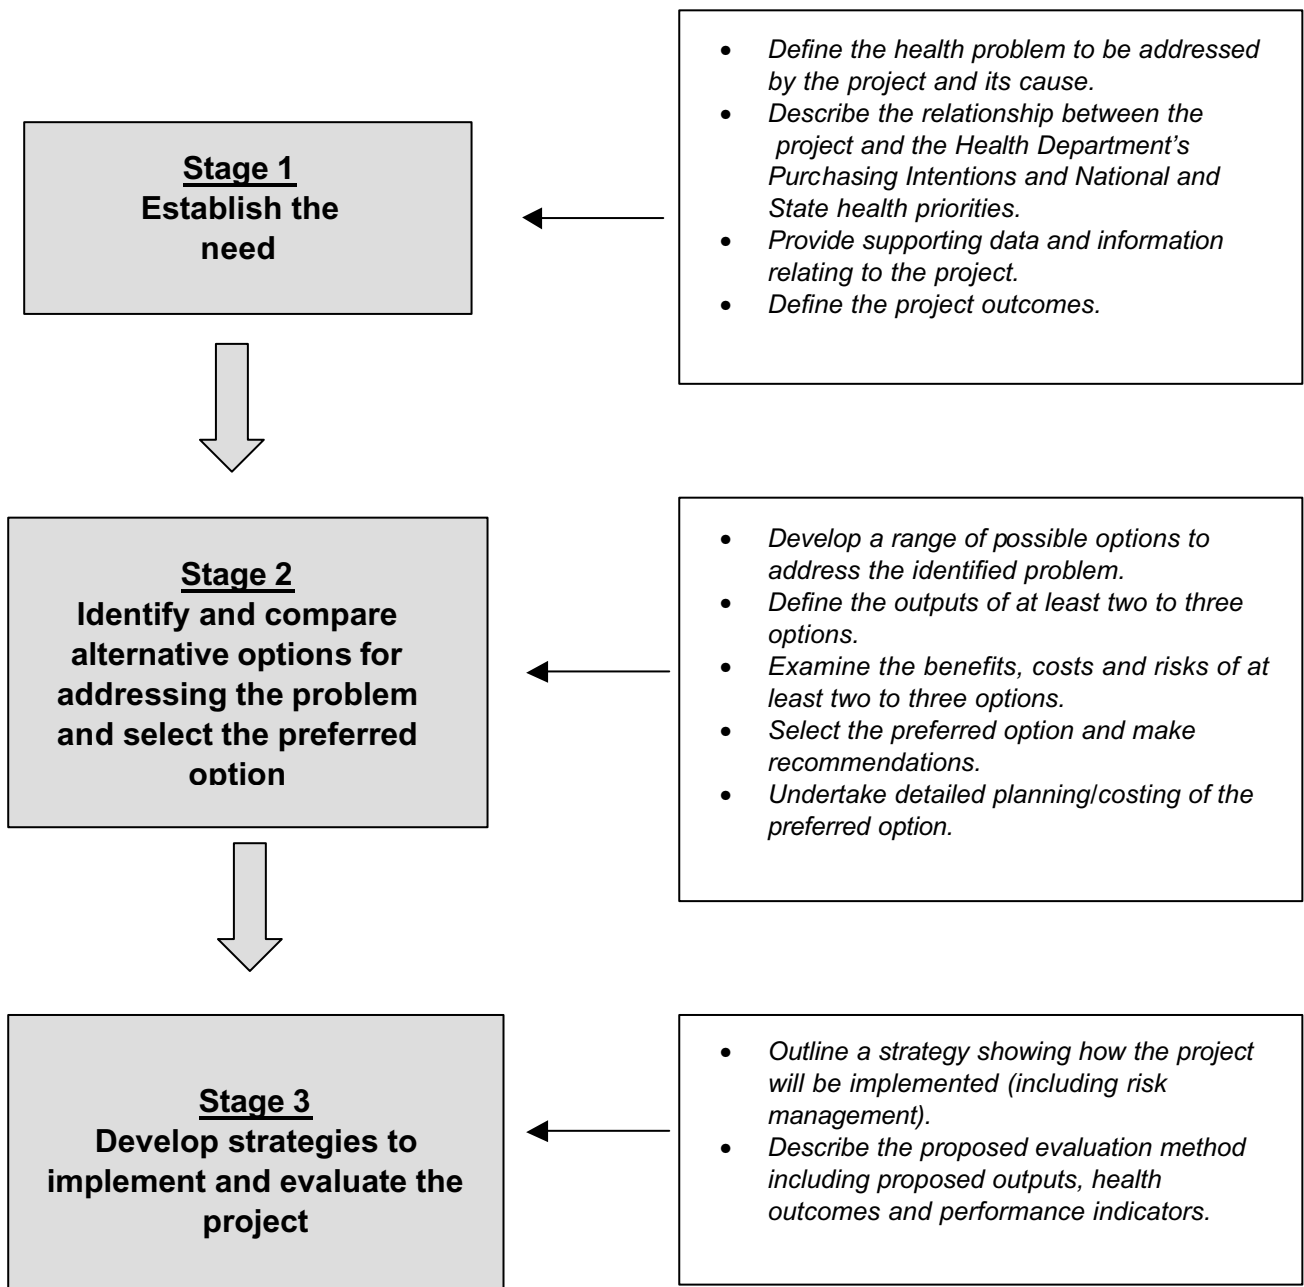 Stage 1
Establish the
need
• Define the health problem to be addressed
by the project and its cause.
• Describe the relationship between the
project and the Health Department's
Purchasing Intentions and National and
State health priorities.
• Provide supporting data and information
relating to the project.
• Define the project outcomes.
Stage 2
Identify and compare
alternative options for
addressing the problem
and select the preferred
option
• Develop a range of possible options to
address the identified problem.
• Define the outputs of at least two to three
options.
• Examine the benefits, costs and risks of at
least two to three options.
• Select the preferred option and make
recommendations.
• Undertake detailed planning/costing of the
preferred option.
Stage 3
Develop strategies to
implement and evaluate the
project
• Outline a strategy showing how the project
will be implemented (including risk
management).
• Describe the proposed evaluation method
including proposed outputs, health
outcomes and performance indicators.